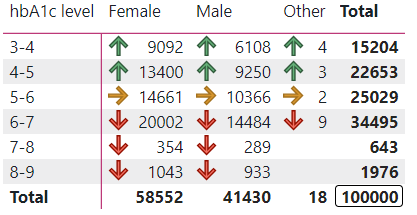 hbA1c level Female Male Other Total
3-4 9092 6108 4 15204
4-5 13400 9250 3 22653
5-6 14661 10366 2 25029
6-7 20002 14484 9 34495
7-8 354 289 643
8-9 1043 933 1976
Total 58552 41430 18 100000